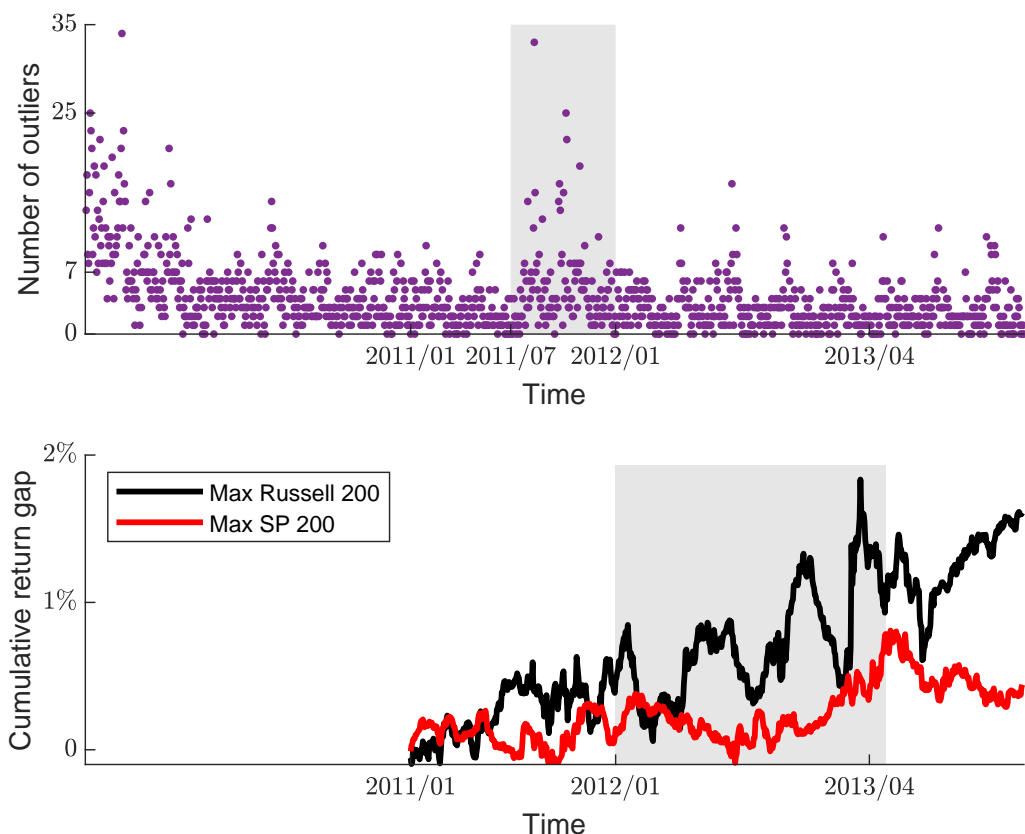 35
25
7
0
Number of outliers
2011/01
2011/07
2012/01
2013/04
Time
2%
1%
0
Cumulative return gap
Max Russell 200
Max SP 200
2011/01
2012/01
2013/04
Time